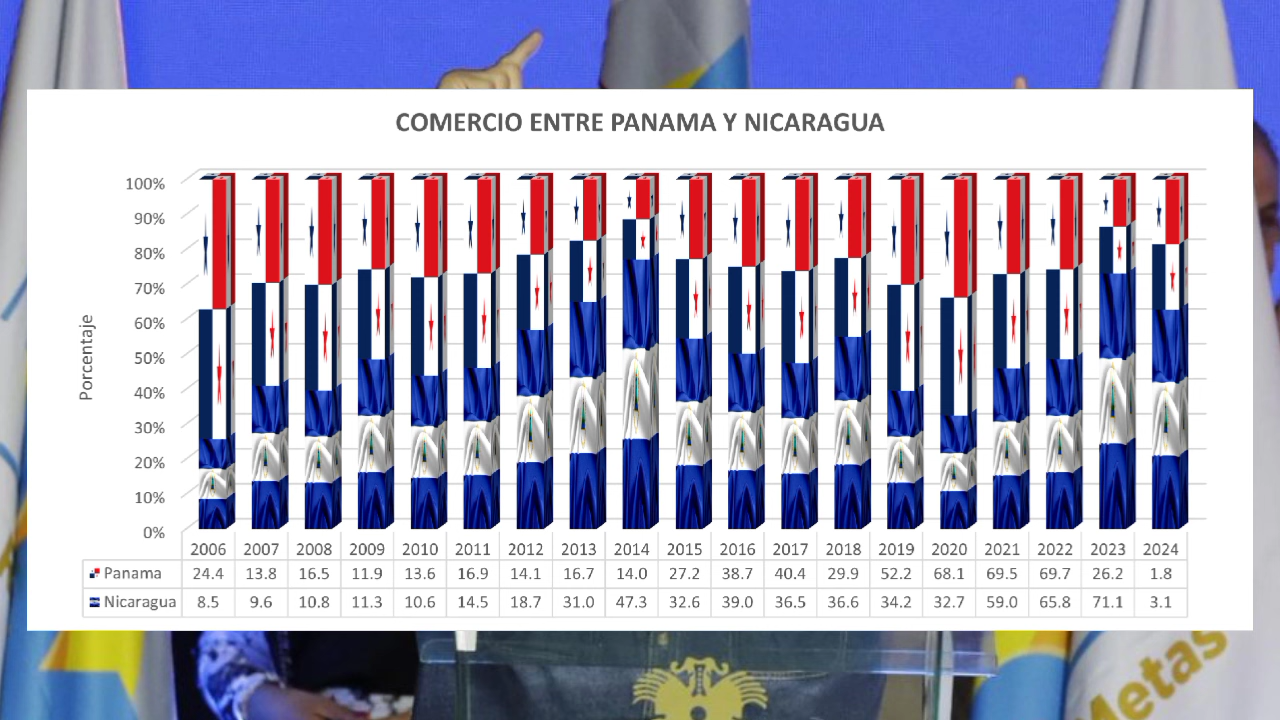 COMERCIO ENTRE PANAMA Y NICARAGUA
Porcentaje
100%
90%
80%
70%
60%
50%
40%
30%
20%
10%
0%
2006 2007 2008 2009 2010 2011 2012 2013 2014 2015 2016 2017 2018 2019 2020 2021 2022 2023 2024
Panama 24.4 13.8 16.5 11.9 13.6 16.9 14.1 16.7 14.0 27.2 38.7 40.4 29.9 52.2 68.1 69.5 69.7 26.2 1.8
Nicaragua 8.5 9.6 10.8 11.3 10.6 14.5 18.7 31.0 47.3 32.6 39.0 36.5 36.6 34.2 32.7 59.0 65.8 71.1 3.1
Metas